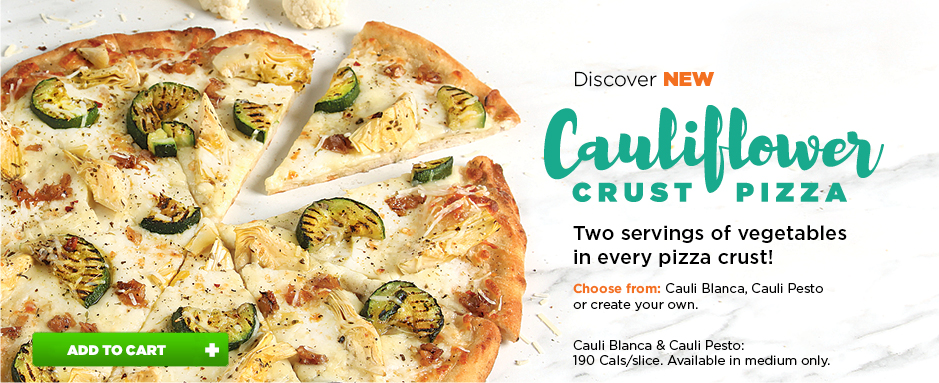 Discover NEW
Cauliflower
CRUST PIZZA
Two servings of vegetables
in every pizza crust!
Choose from: Cauli Blanca, Cauli Pesto
or create your own.
Cauli Blanca & Cauli Pesto:
190 Cals/slice. Available in medium only.
ADD TO CART +